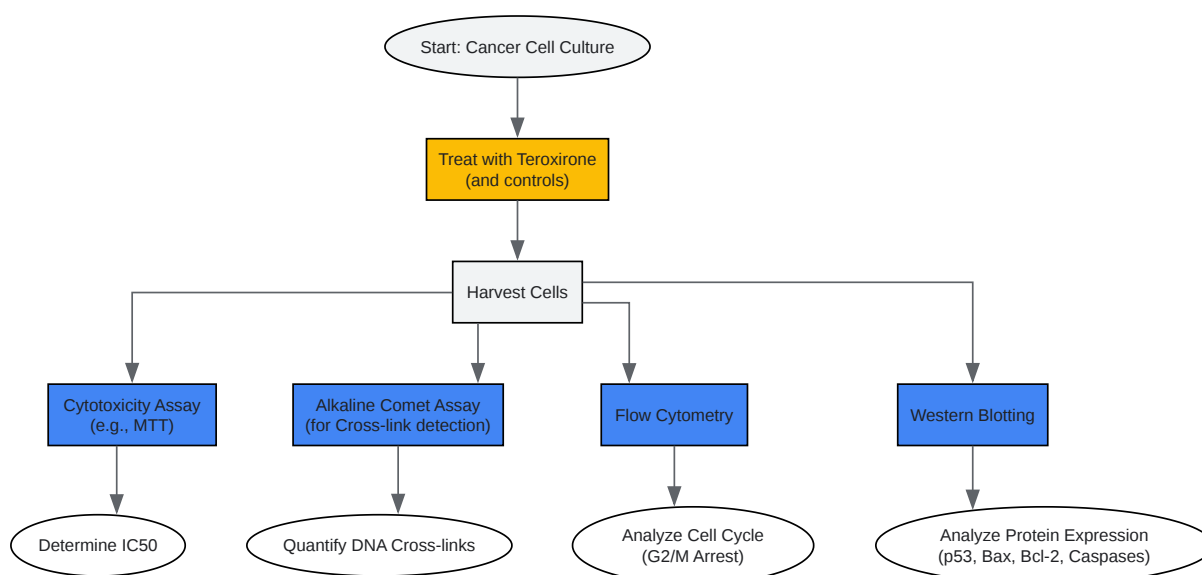 Start: Cancer Cell Culture
Treat with Teroxirone
(and controls)
Harvest Cells
Cytotoxicity Assay
(e.g., MTT)
Alkaline Comet Assay
(for Cross-link detection)
Flow Cytometry
Western Blotting
Determine IC50
Quantify DNA Cross-links
Analyze Cell Cycle
(G2/M Arrest)
Analyze Protein Expression
(p53, Bax, Bcl-2, Caspases)